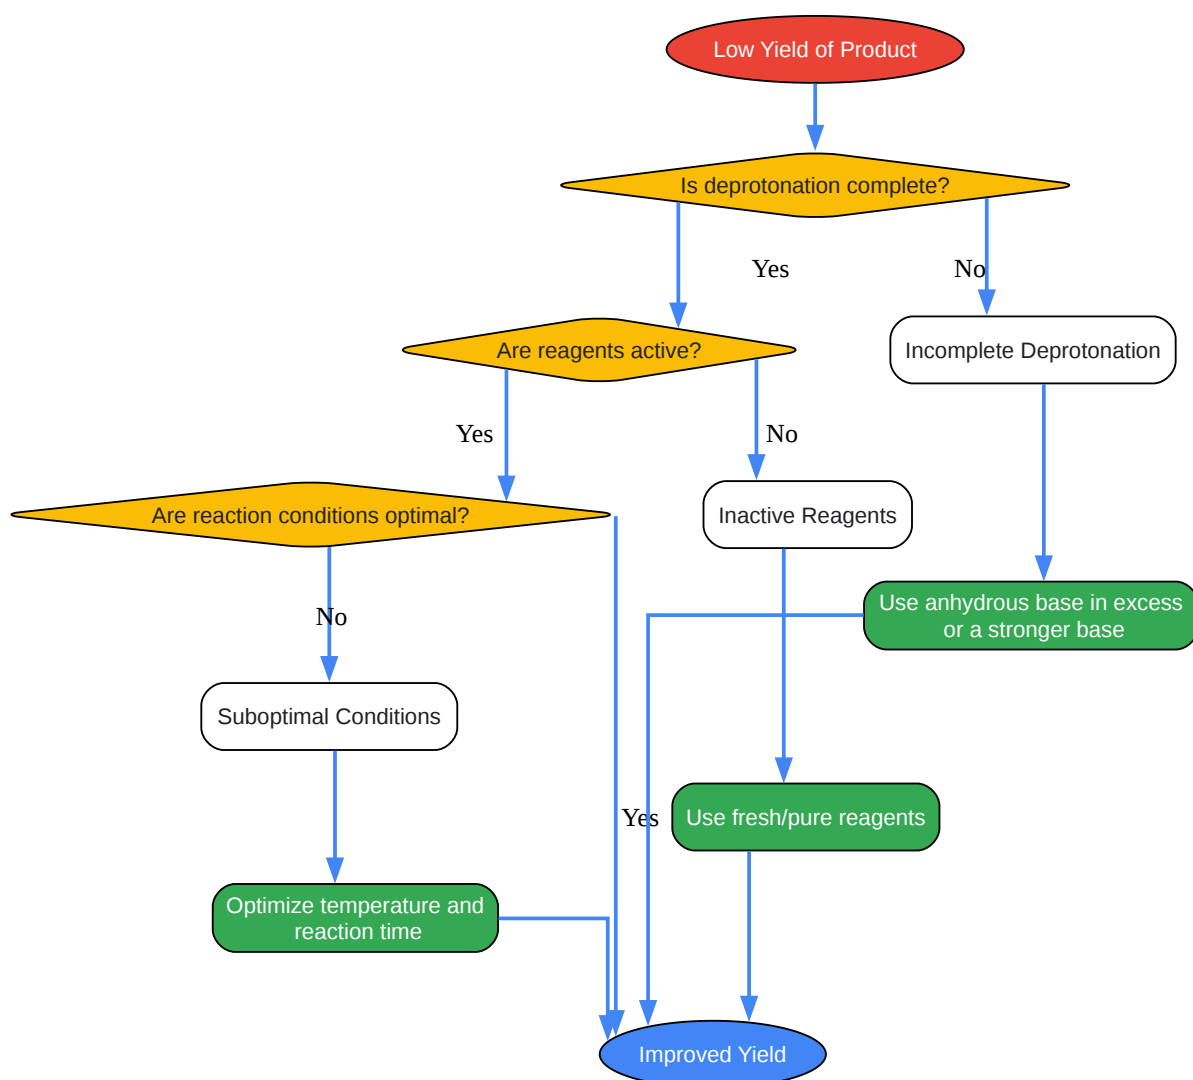 Low Yield of Product
Is deprotonation complete?
Yes
No
Are reagents active?
Incomplete Deprotonation
Yes
No
Are reaction conditions optimal?
Inactive Reagents
Use anhydrous base in excess
or a stronger base
No
Suboptimal Conditions
Yes
Use fresh/pure reagents
Optimize temperature and
reaction time
Improved Yield